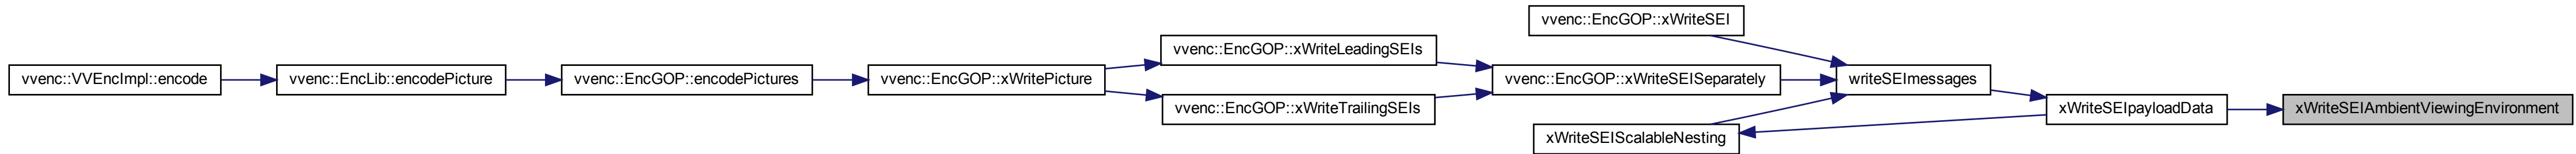 vvenc::VVEncImpl::encode
vvenc::EncLib::encodePicture
vvenc::EncGOP::encodePictures
vvenc::EncGOP::xWritePicture
vvenc::EncGOP::xWriteLeadingSEIs
vvenc::EncGOP::xWriteTrailingSEIs
vvenc::EncGOP::xWriteSEISeparately
vvenc::EncGOP::xWriteSEI
xWriteSEIScalableNesting
writeSEImessages
xWriteSEIpayloadData
xWriteSEIAmbientViewingEnvironment